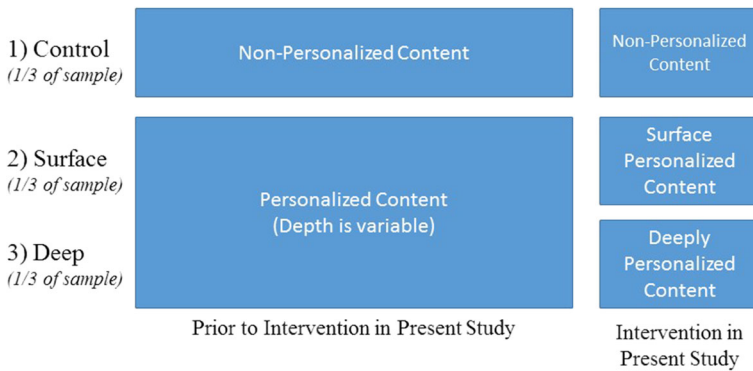 1) Control
(1/3 of sample)
Non-Personalized Content
Non-Personalized
Content
2) Surface
(1/3 of sample)
3) Deep
(1/3 of sample)
Personalized Content
(Depth is variable)
Surface
Personalized
Content
Deeply
Personalized
Content
Prior to Intervention in Present Study
Intervention in
Present Study